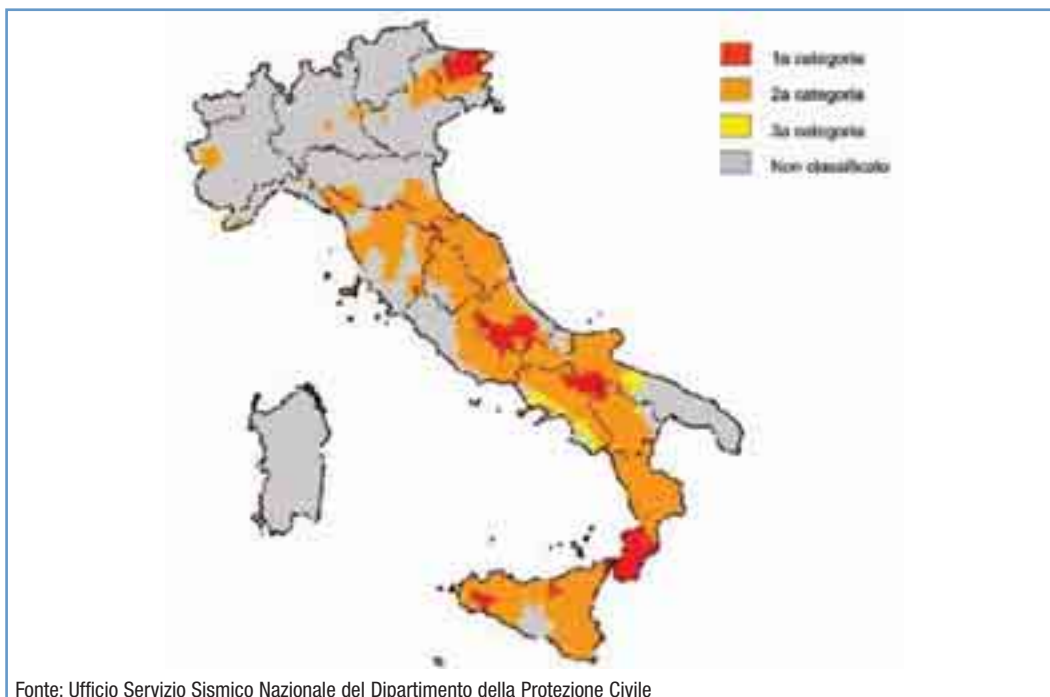 1a categoria
2a categoria
3a categoria
Non classificato
Fonte: Ufficio Servizio Sismico Nazionale del Dipartimento della Protezione Civile